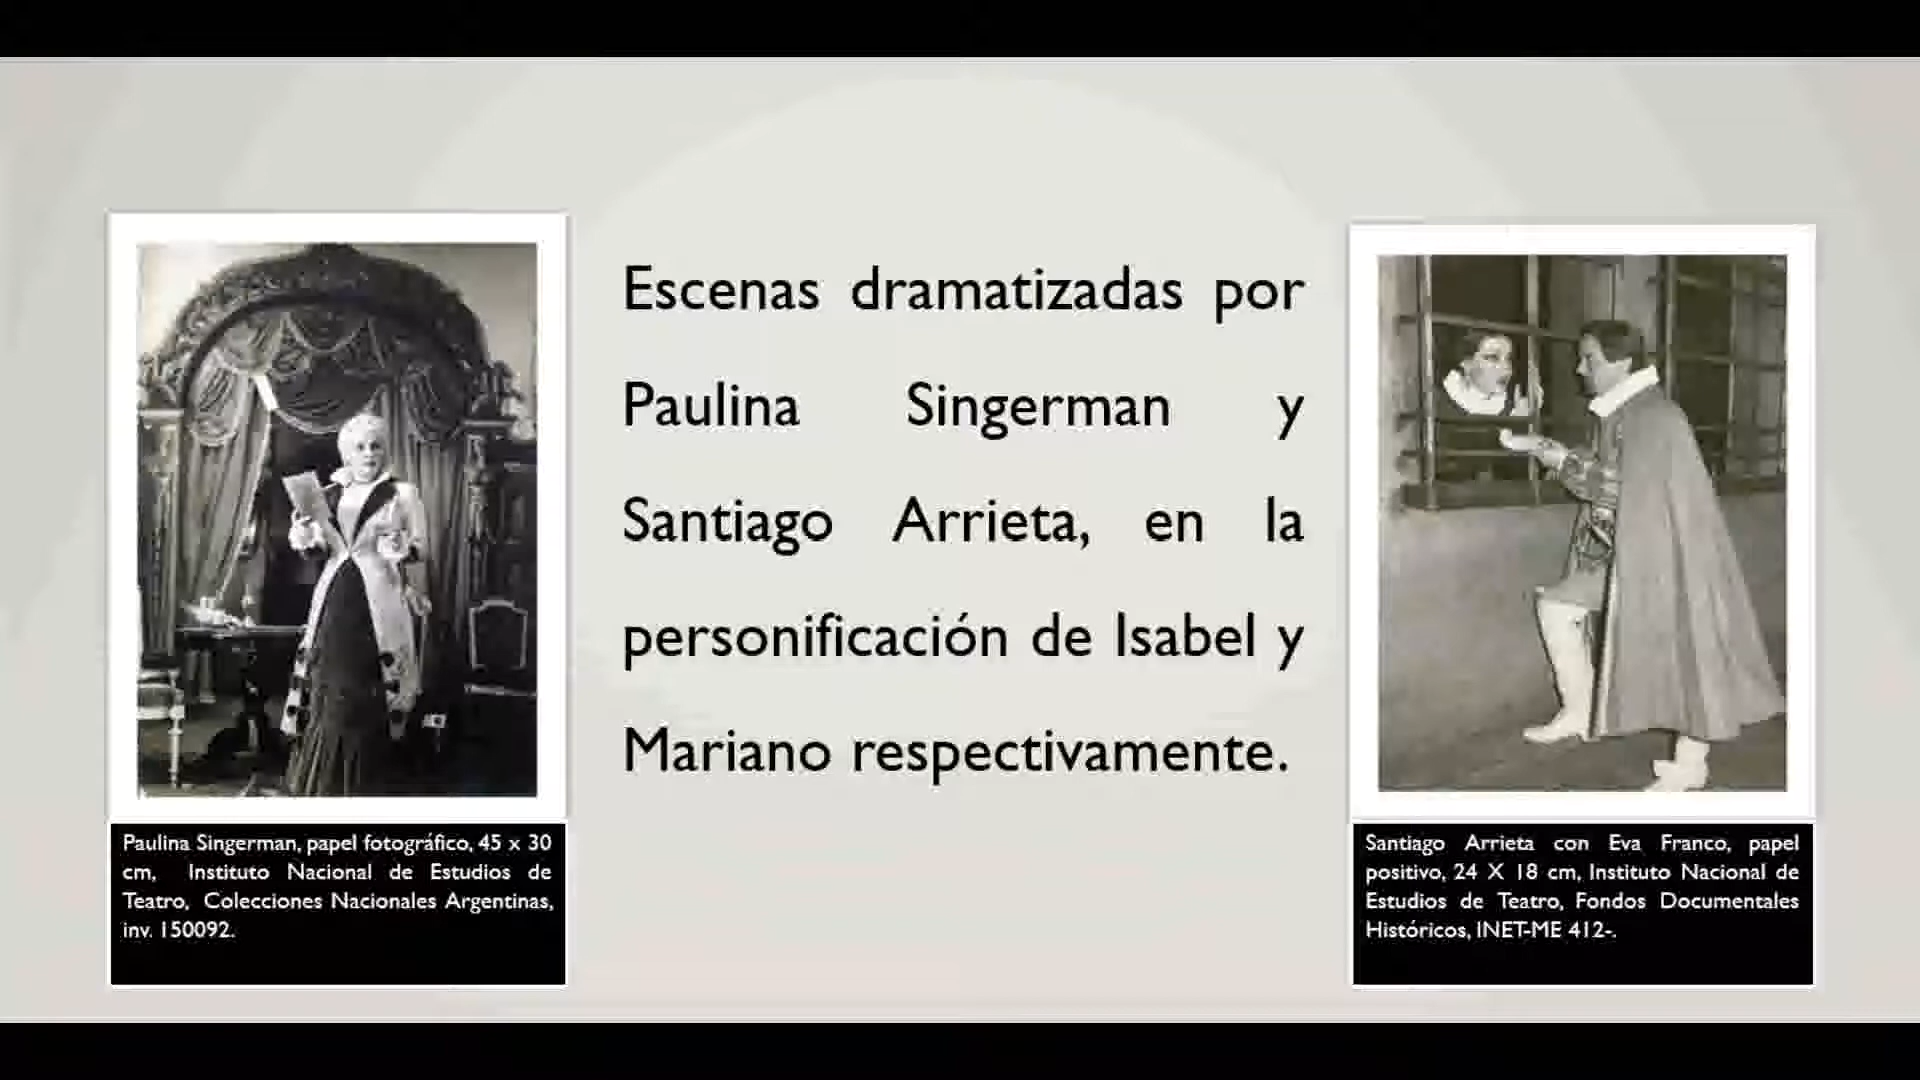 Escenas dramatizadas por
Paulina Singerman y
Santiago Arrieta, en la
personificación de Isabel y
Mariano respectivamente.
Paulina Singerman, papel fotográfico, 45 x 30
cm, Instituto Nacional de Estudios de
Teatro, Colecciones Nacionales Argentinas,
inv. 150092.
Santiago Arrieta con Eva Franco, papel
positivo, 24 X 18 cm, Instituto Nacional de
Estudios de Teatro, Fondos Documentales
Históricos, INET-ME 412-.